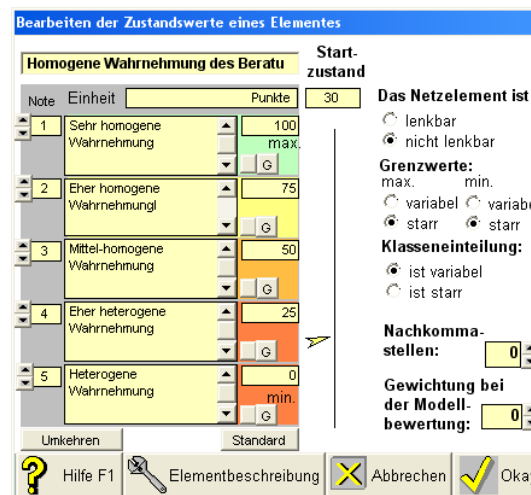 Bearbeiten der Zustandswerte eines Elementes
Homogene Wahrnehmung des Beratu
Start-
zustand
Note Einheit Punkte 30
1 Sehr homogene
Wahrnehmung
100
max.
G
2 Eher homogene
Wahrnehmungl
75
G
3 Mittel-homogene
Wahrnehmung
50
G
4 Eher heterogene
Wahrnehmung
25
G
5 Heterogene
Wahrnehmung
0
min.
G
Umkehren Standard
Das Netzelement ist
lenkbar
nicht lenkbar
Grenzwerte:
max. min.
variabel variabe
starr starr
Klasseneinteilung:
ist variabel
ist starr
Nachkomma-
stellen: 0
Gewichtung bei
der Modell-
bewertung: 0
Hilfe F1 Elementbeschreibung Abbrechen Oka